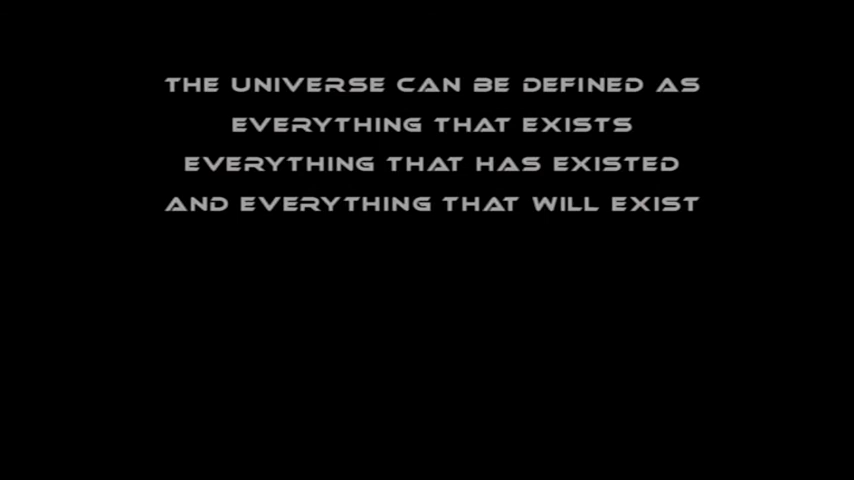 THE UNIVERSE CAN BE DEFINED AS
EVERYTHING THAT EXISTS
EVERYTHING THAT HAS EXISTED
AND EVERYTHING THAT WILL EXIST